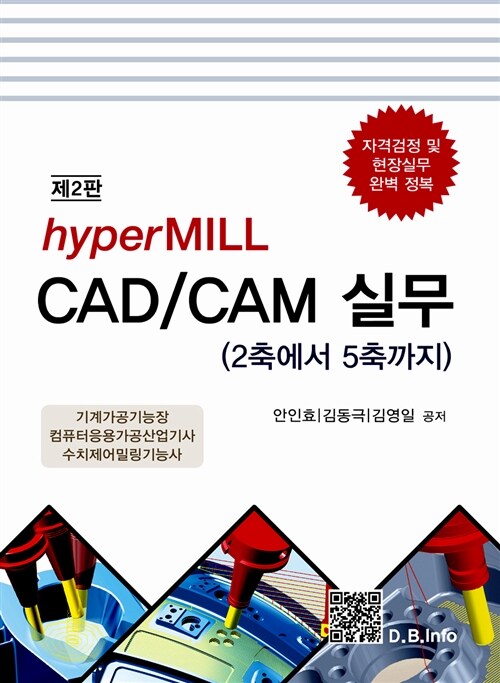 자격검정 및
현장실무
완벽 정복
제2판
hyperMILL
CAD/CAM 실무
(2축에서 5축까지)
안인효|김동극|김영일 공저
기계가공기능장
컴퓨터응용가공산업기사
수치제어밀링기능사
D.B.Info